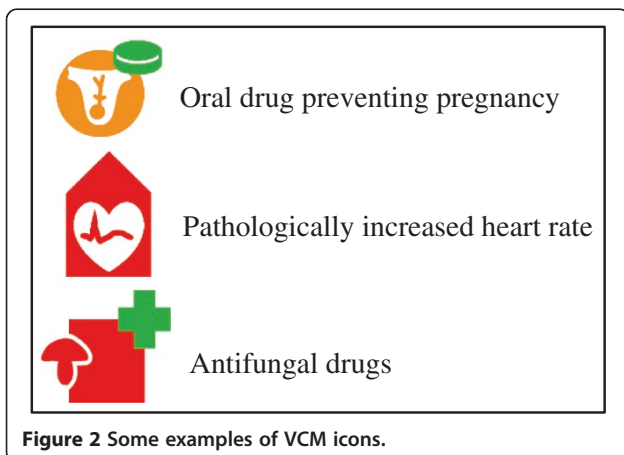 Oral drug preventing pregnancy
Pathologically increased heart rate
Antifungal drugs
Figure 2 Some examples of VCM icons.